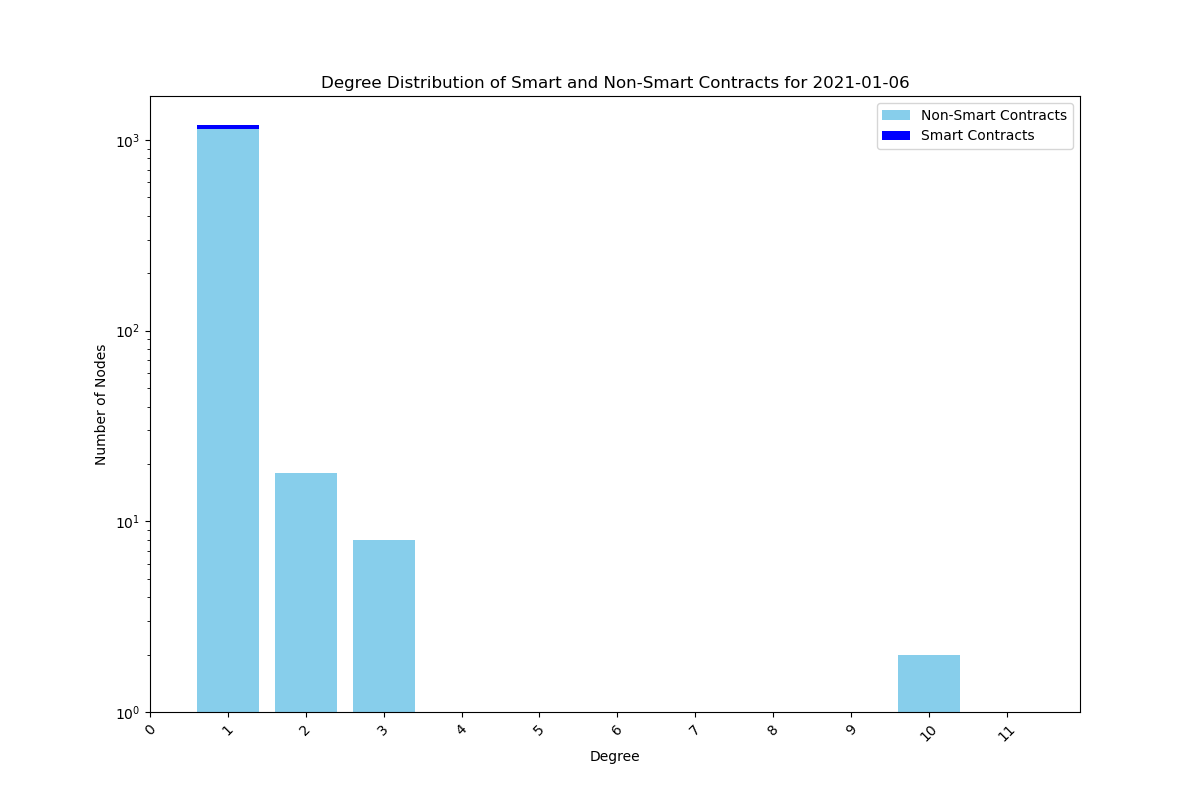 Degree Distribution of Smart and Non-Smart Contracts for 2021-01-06
Non-Smart Contracts
Smart Contracts
Number of Nodes
10³
10²
10¹
10⁰
0 1 2 3 4 5 6 7 8 9 10 11
Degree